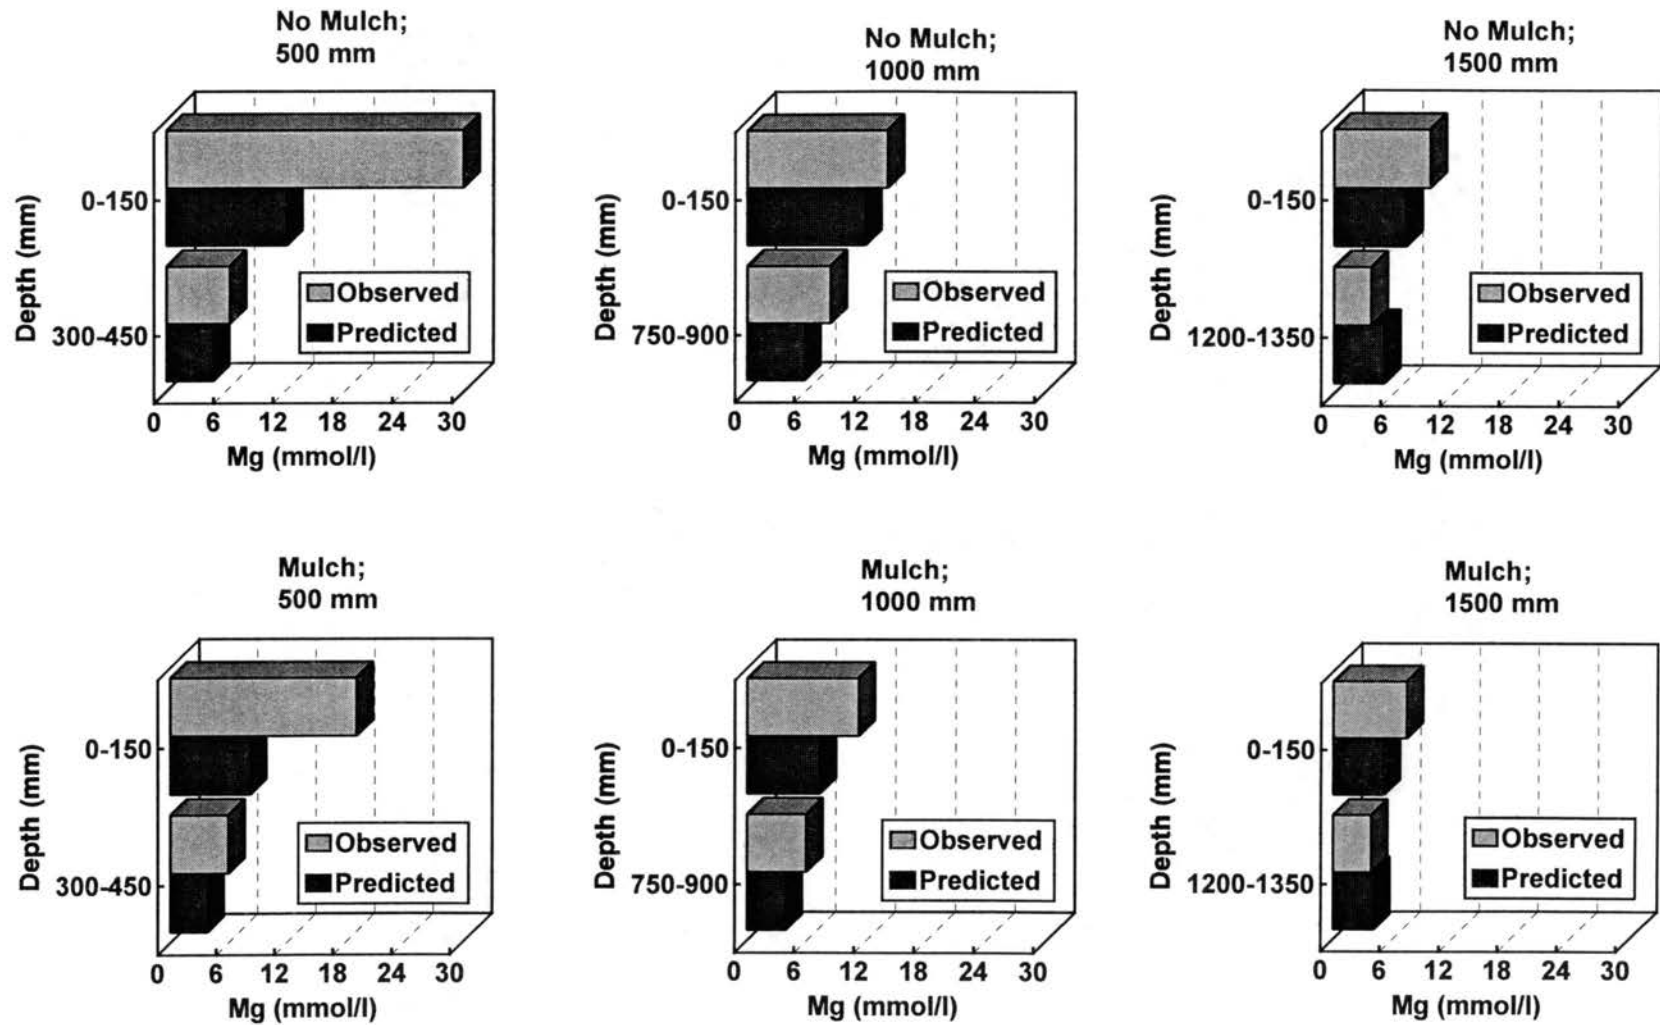 No Mulch;
500 mm
Depth (mm)
0-150
300-450
Observed
Predicted
0 6 12 18 24 30
Mg (mmol/l)
No Mulch;
1000 mm
Depth (mm)
0-150
750-900
Observed
Predicted
0 6 12 18 24 30
Mg (mmol/l)
No Mulch;
1500 mm
Depth (mm)
0-150
1200-1350
Observed
Predicted
0 6 12 18 24 30
Mg (mmol/l)
Mulch;
500 mm
Depth (mm)
0-150
300-450
Observed
Predicted
0 6 12 18 24 30
Mg (mmol/l)
Mulch;
1000 mm
Depth (mm)
0-150
750-900
Observed
Predicted
0 6 12 18 24 30
Mg (mmol/l)
Mulch;
1500 mm
Depth (mm)
0-150
1200-1350
Observed
Predicted
0 6 12 18 24 30
Mg (mmol/l)